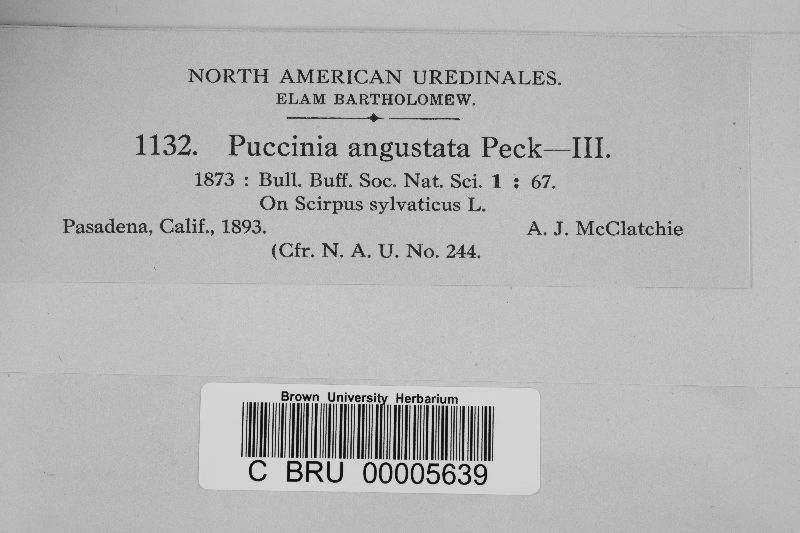 NORTH AMERICAN UREDINALES.
ELAM BARTHOLOMEW.
1132. Puccinia angustata Peck—III.
1873 : Bull. Buff. Soc. Nat. Sci. 1 : 67.
On Scirpus sylvaticus L.
Pasadena, Calif., 1893. A. J. McClatchie
(Cfr. N. A. U. No. 244.
Brown University Herbarium
C BRU 00005639